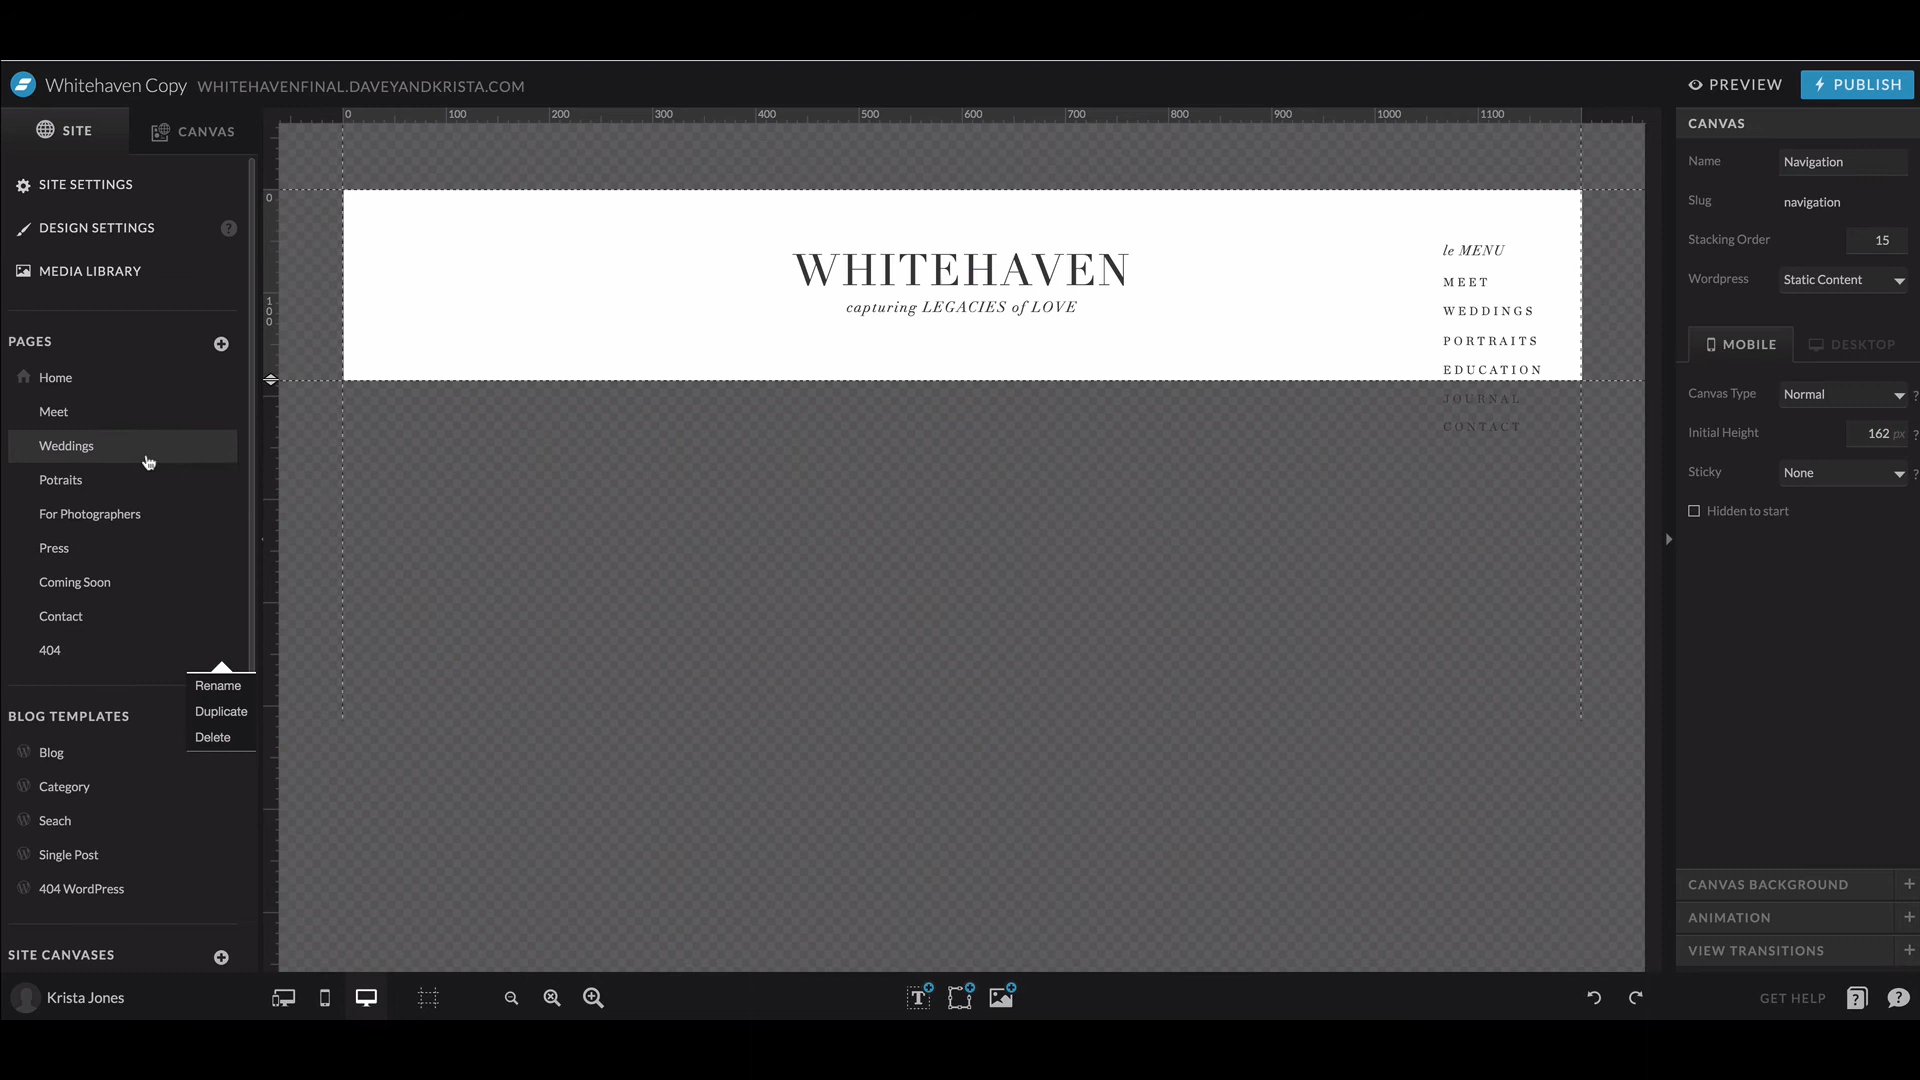 Whitehaven Copy WHITEHAVENFINAL.DAVEYANDKRISTA.COM
PREVIEW
PUBLISH
SITE
CANVAS
0 100 200 300 400 500 600 700 800 900 1000 1100
CANVAS
Name
Navigation
SITE SETTINGS
0
Slug
navigation
DESIGN SETTINGS
?
Stacking Order
15
le MENU
MEDIA LIBRARY
WHITEHAVEN
MEET
Wordpress
Static Content
100
capturing LEGACIES of LOVE
WEDDINGS
PAGES
PORTRAITS
MOBILE
DESKTOP
Home
EDUCATION
Canvas Type
Normal
?
JOURNAL
Meet
CONTACT
Initial Height
162 px
?
Weddings
Sticky
None
?
Potraits
Hidden to start
For Photographers
Press
Coming Soon
Contact
404
Rename
Duplicate
Delete
BLOG TEMPLATES
Blog
Category
Seach
Single Post
404 WordPress
CANVAS BACKGROUND
+
ANIMATION
+
VIEW TRANSITIONS
+
SITE CANVASES
Krista Jones
T
GET HELP
?
?